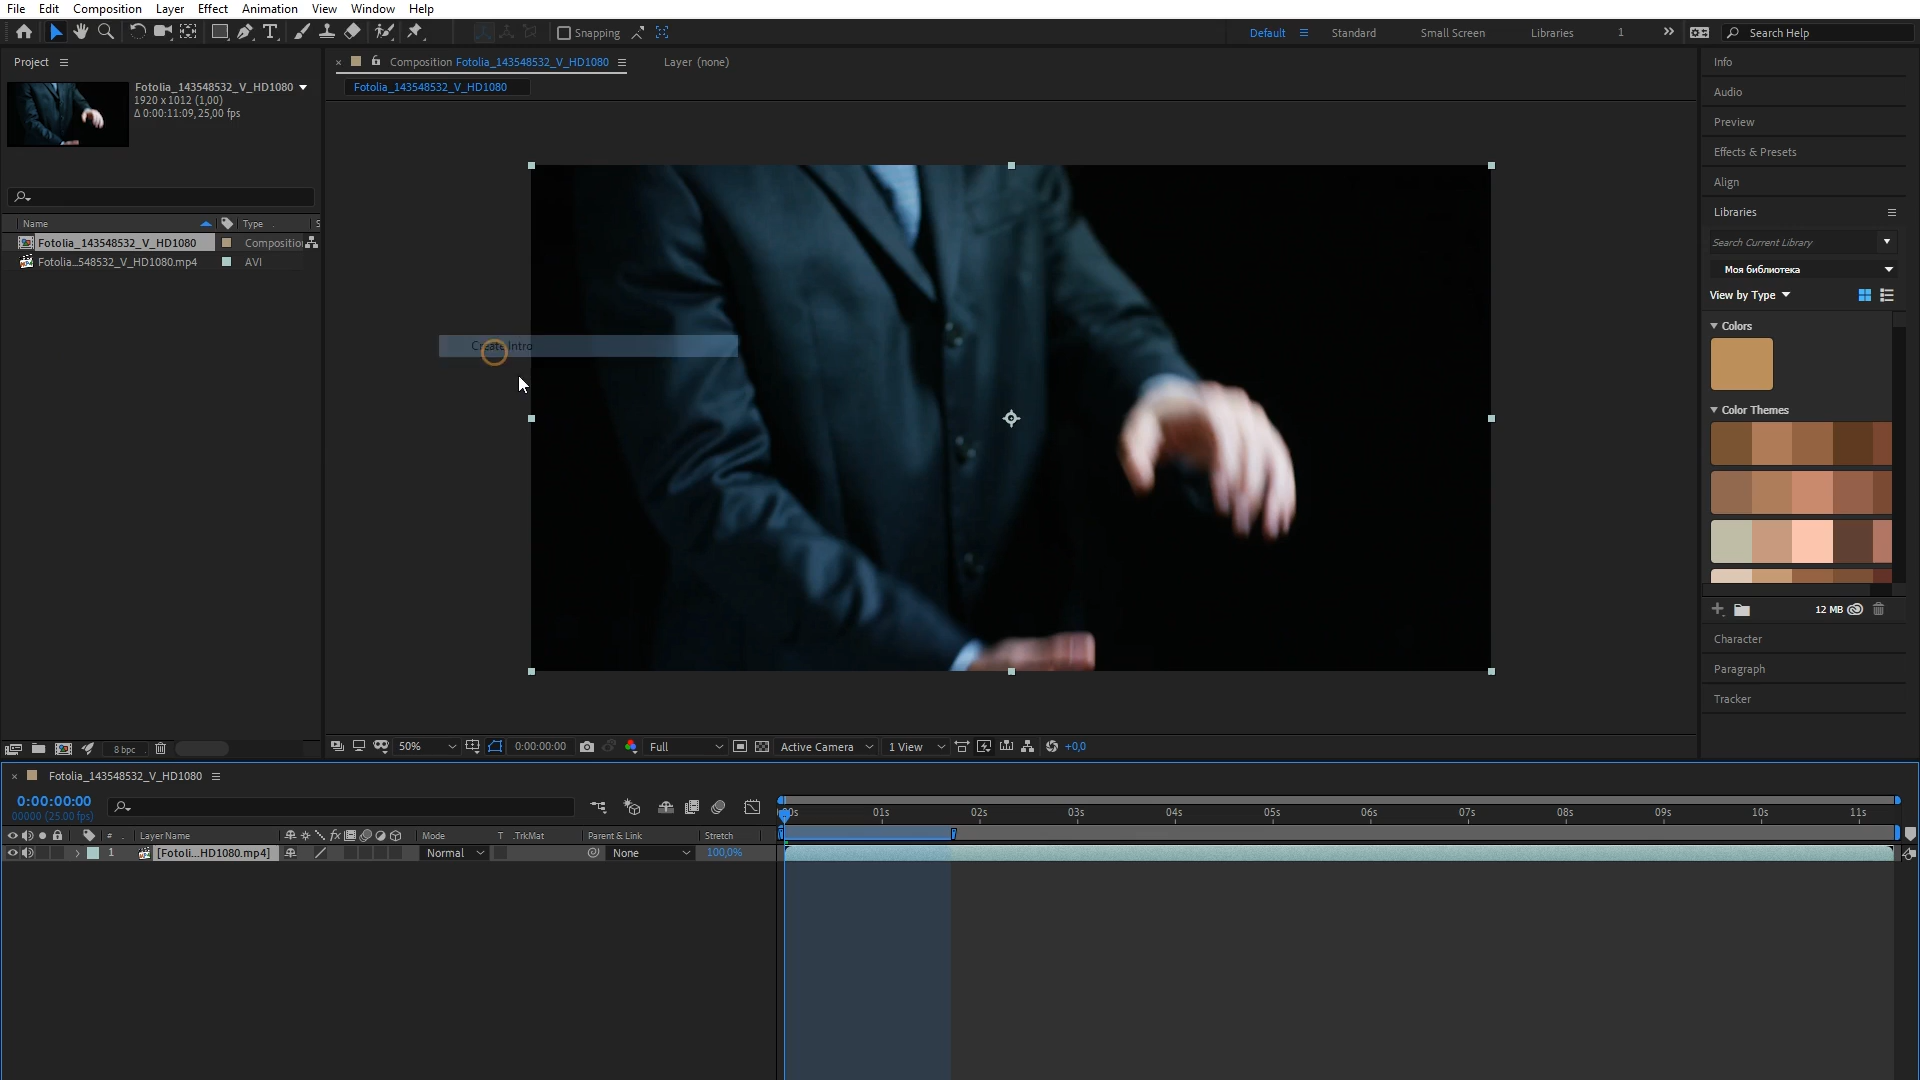 File Edit Composition Layer Effect Animation View Window Help
Snapping
Default Standard Small Screen Libraries 1 Search Help
Project
Fotolia_143548532_V_HD1080
1920 x 1012 (1,00)
Δ 0:00:11:09, 25,00 fps
Name Type S
Fotolia_143548532_V_HD1080 Compositio
Fotolia...548532_V_HD1080.mp4 AVI
8 bpc
Composition Fotolia_143548532_V_HD1080 Layer (none)
Fotolia_143548532_V_HD1080
Create Intro
50% 0:00:00:00 Full Active Camera 1 View +0,0
Info
Audio
Preview
Effects & Presets
Align
Libraries
Search Current Library
Моя библиотека
View by Type
Colors
Color Themes
12 MB
Character
Paragraph
Tracker
Fotolia_143548532_V_HD1080
0:00:00:00
00000 (25.00 fps)
# Layer Name Mode T .TrkMat Parent & Link Stretch
1 [Fotoli...HD1080.mp4] Normal None 100,0%
00s 01s 02s 03s 04s 05s 06s 07s 08s 09s 10s 11s